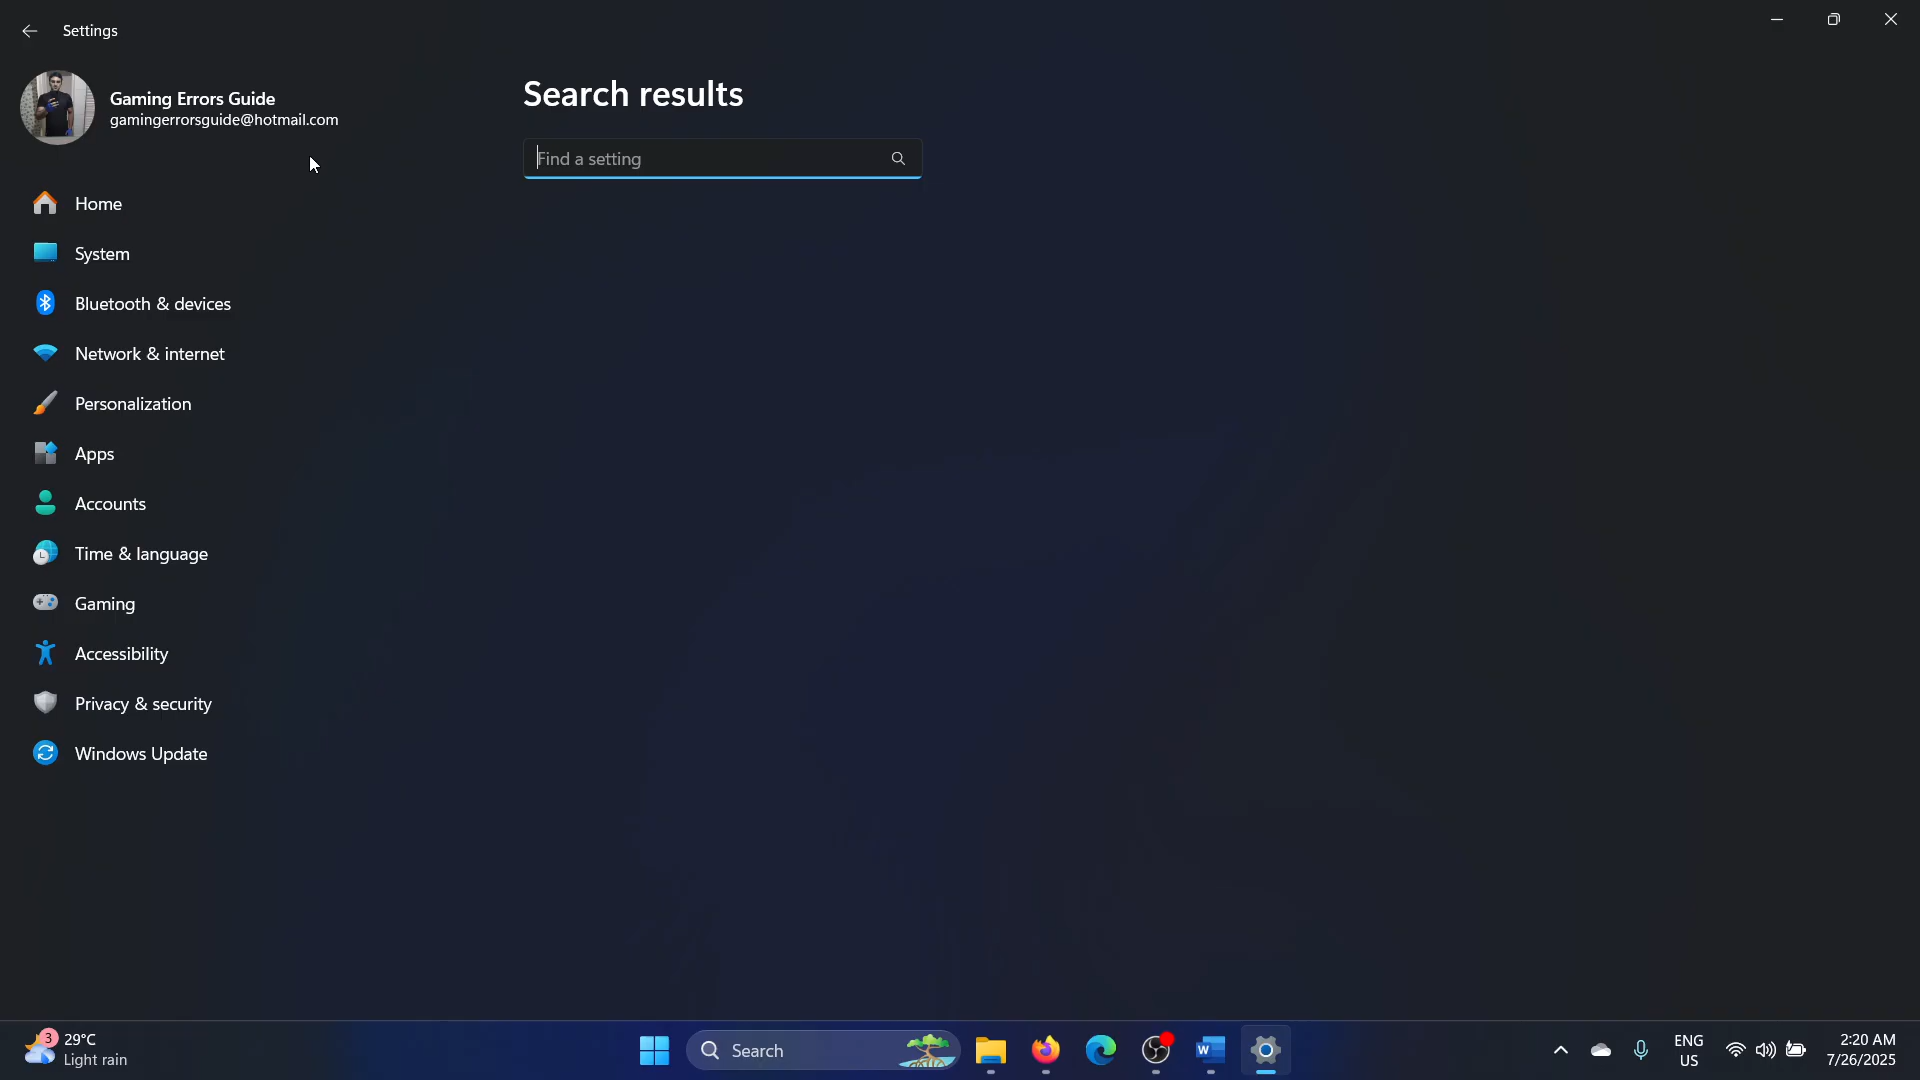 Settings
Gaming Errors Guide
gamingerrorsguide@hotmail.com
Search results
Find a setting
Home
System
Bluetooth & devices
Network & internet
Personalization
Apps
Accounts
Time & language
Gaming
Accessibility
Privacy & security
Windows Update
3
29°C
Light rain
Search
W
ENG
US
2:20 AM
7/26/2025